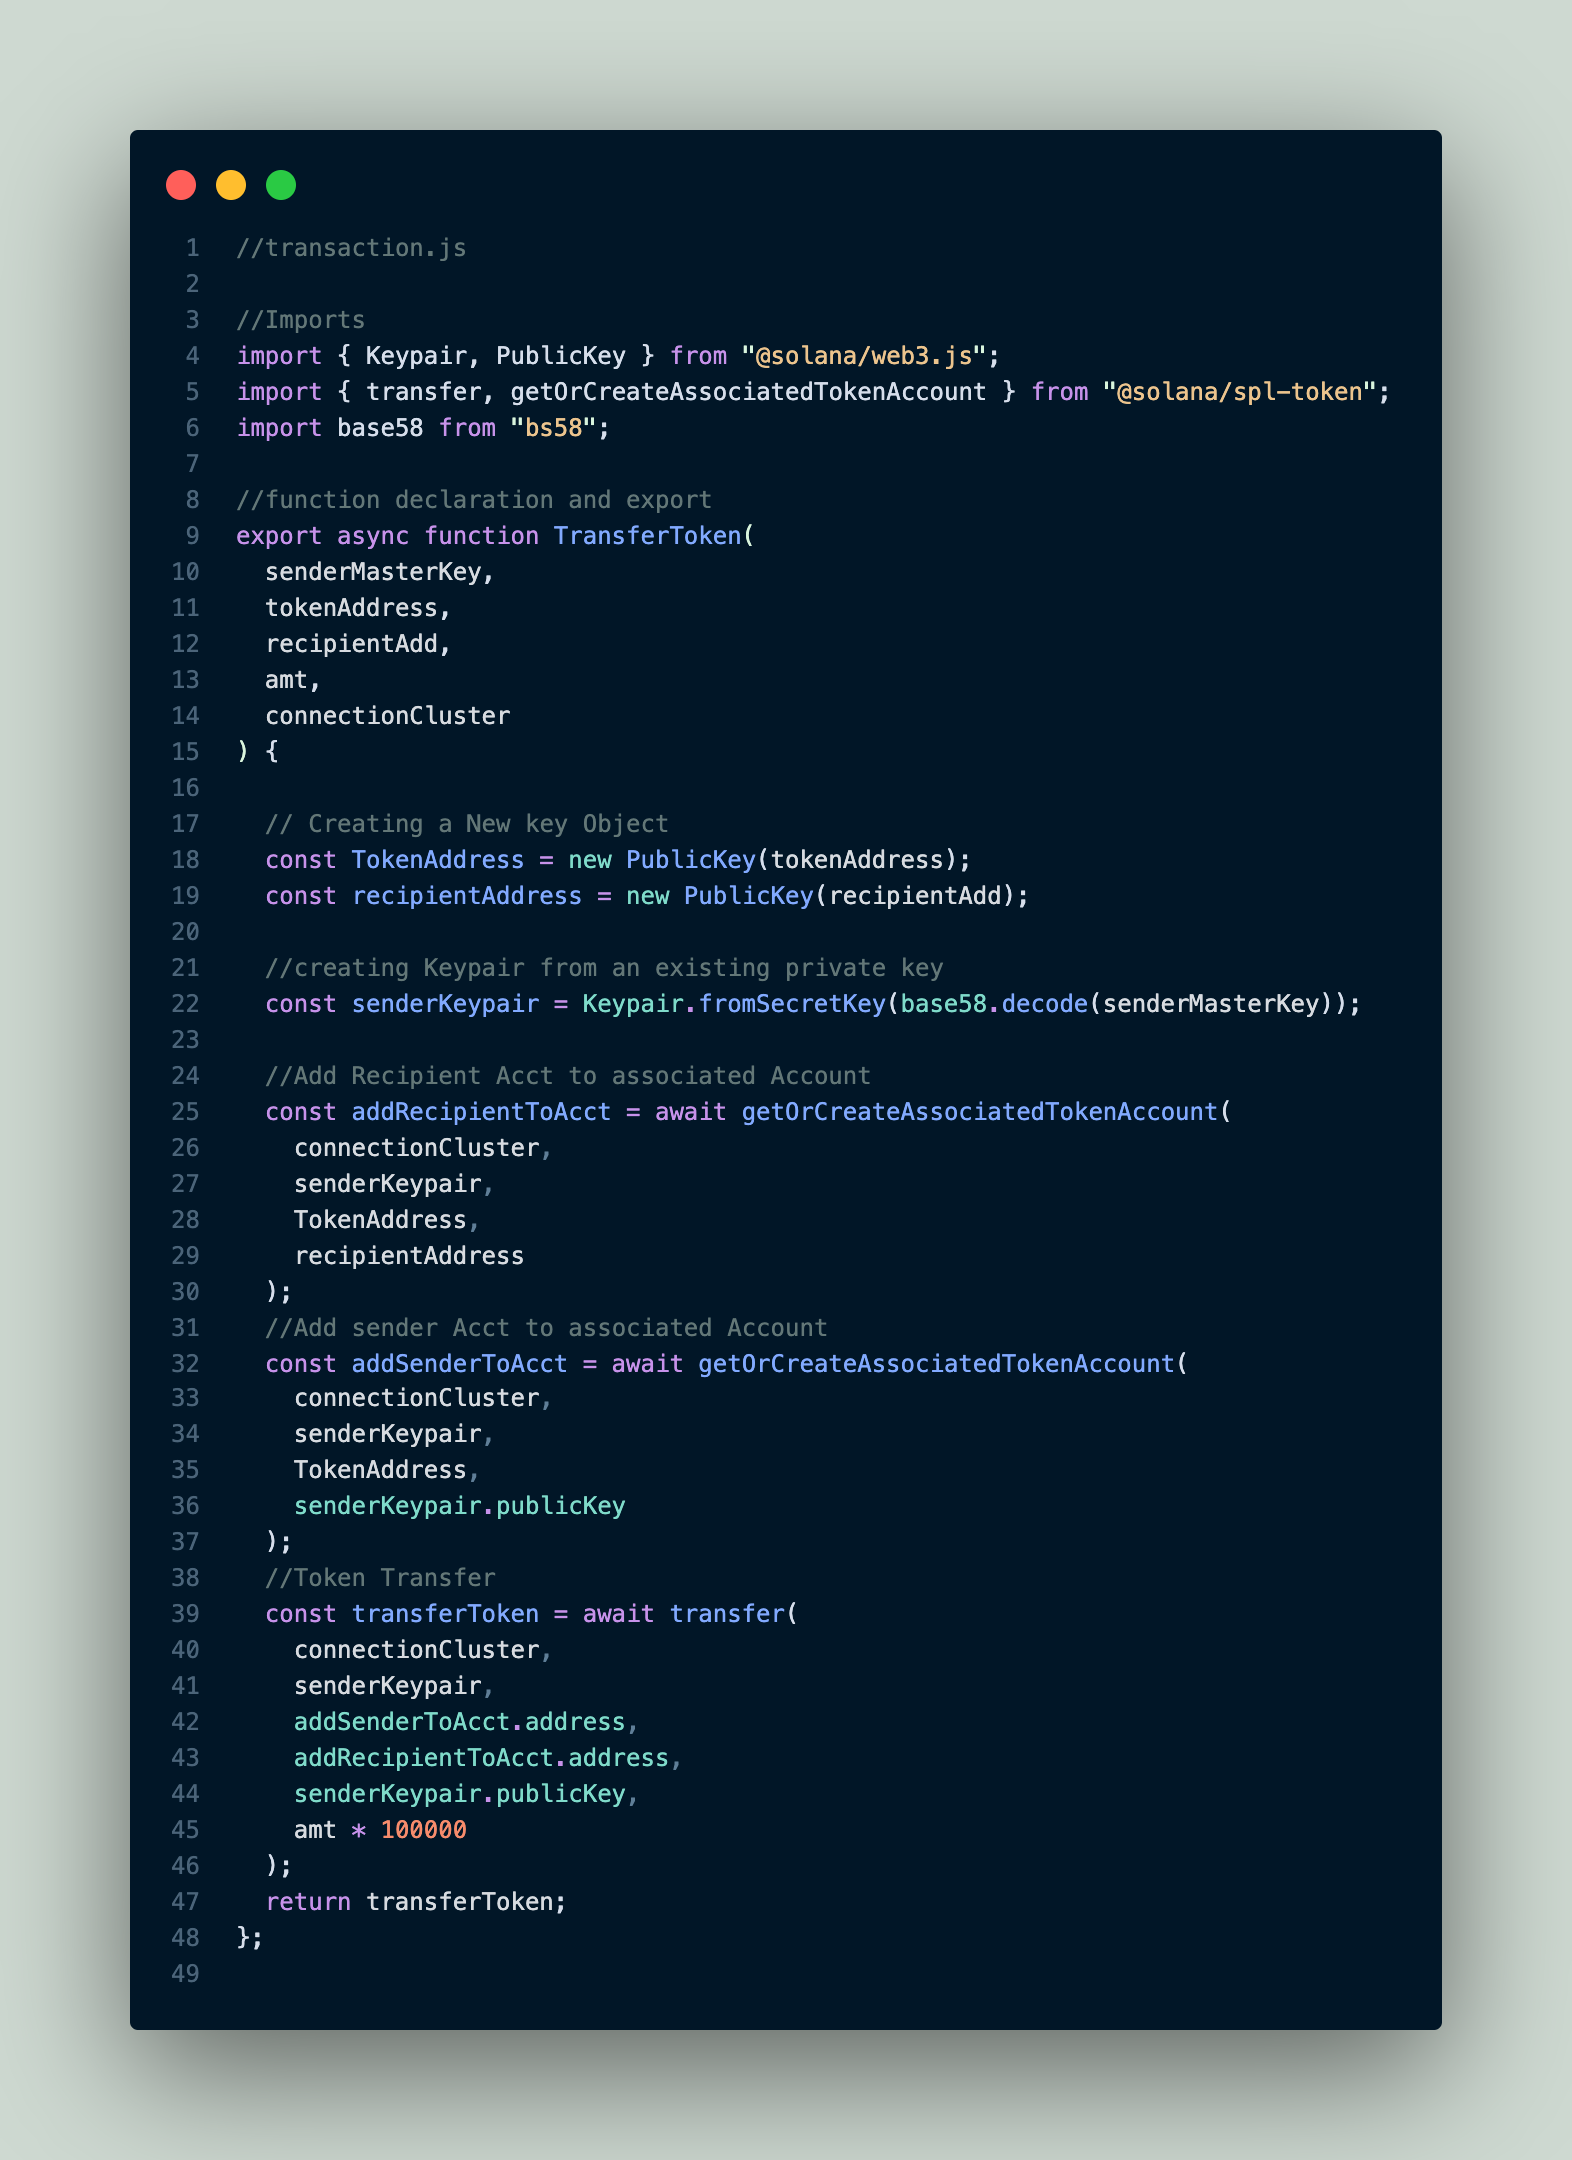 1 //transaction.js
2
3 //Imports
4 import { Keypair, PublicKey } from "@solana/web3.js";
5 import { transfer, getOrCreateAssociatedTokenAccount } from "@solana/spl-token";
6 import base58 from "bs58";
7
8 //function declaration and export
9 export async function TransferToken(
10   senderMasterKey,
11   tokenAddress,
12   recipientAdd,
13   amt,
14   connectionCluster
15 ) {
16
17   // Creating a New key Object
18   const TokenAddress = new PublicKey(tokenAddress);
19   const recipientAddress = new PublicKey(recipientAdd);
20
21   //creating Keypair from an existing private key
22   const senderKeypair = Keypair.fromSecretKey(base58.decode(senderMasterKey));
23
24   //Add Recipient Acct to associated Account
25   const addRecipientToAcct = await getOrCreateAssociatedTokenAccount(
26     connectionCluster,
27     senderKeypair,
28     TokenAddress,
29     recipientAddress
30   );
31   //Add sender Acct to associated Account
32   const addSenderToAcct = await getOrCreateAssociatedTokenAccount(
33     connectionCluster,
34     senderKeypair,
35     TokenAddress,
36     senderKeypair.publicKey
37   );
38   //Token Transfer
39   const transferToken = await transfer(
40     connectionCluster,
41     senderKeypair,
42     addSenderToAcct.address,
43     addRecipientToAcct.address,
44     senderKeypair.publicKey,
45     amt * 100000
46   );
47   return transferToken;
48 };
49